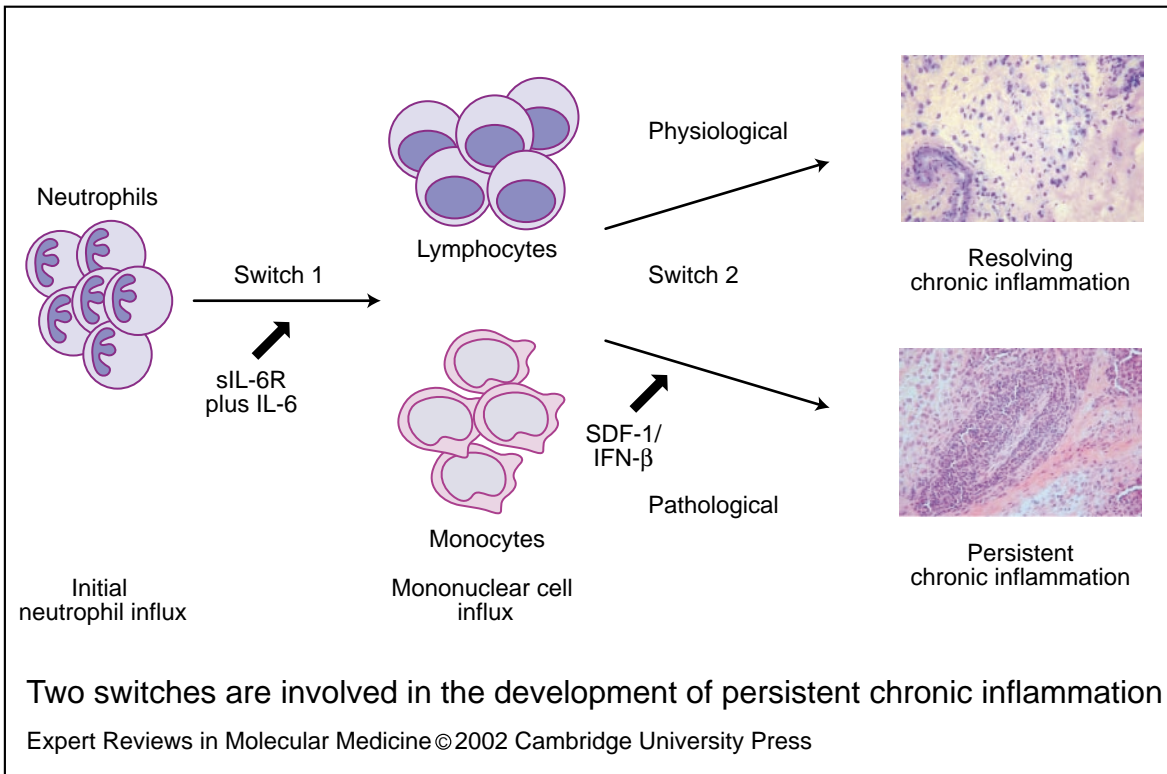 Neutrophils
Switch 1
sIL-6R
plus IL-6
Initial
neutrophil influx
Lymphocytes
Monocytes
Mononuclear cell
influx
Physiological
Switch 2
SDF-1/
IFN-β
Pathological
Resolving
chronic inflammation
Persistent
chronic inflammation
Two switches are involved in the development of persistent chronic inflammation
Expert Reviews in Molecular Medicine © 2002 Cambridge University Press